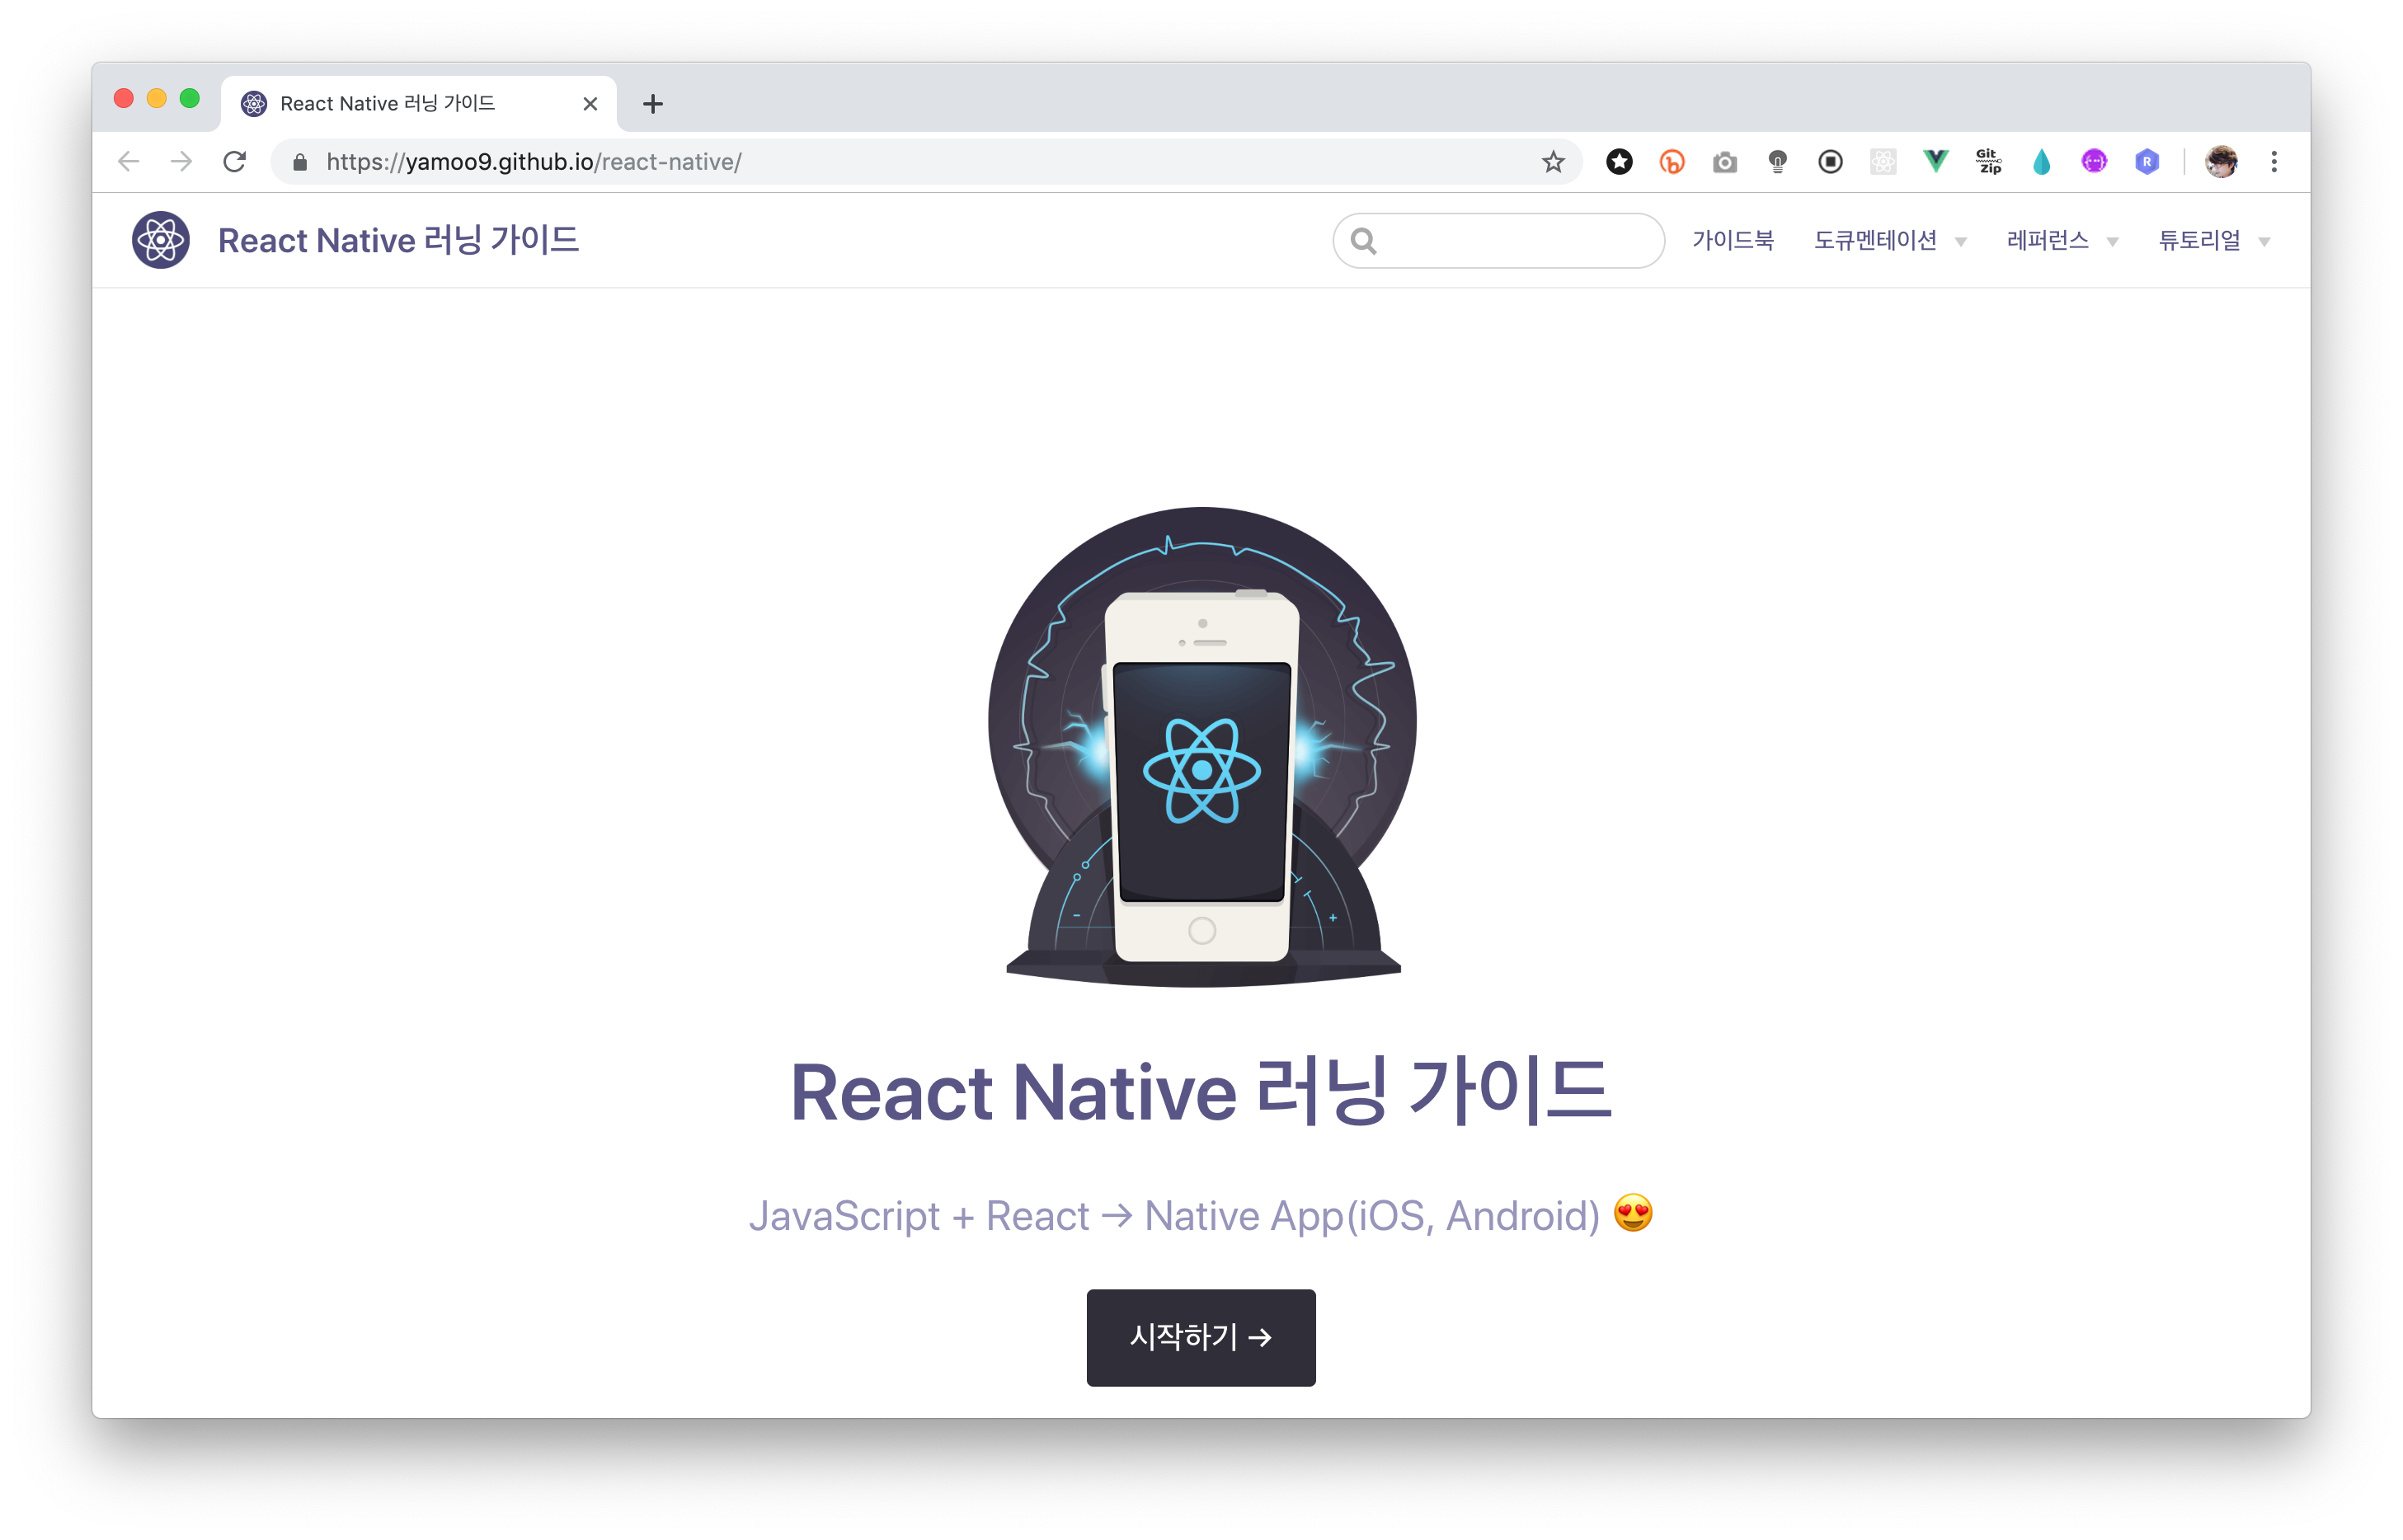 React Native 러닝 가이드
https://yamoo9.github.io/react-native/
Git Zip
R
React Native 러닝 가이드
가이드북 도큐멘테이션 ▼ 레퍼런스 ▼ 튜토리얼 ▼
React Native 러닝 가이드
JavaScript + React → Native App(iOS, Android) 😍
시작하기 →